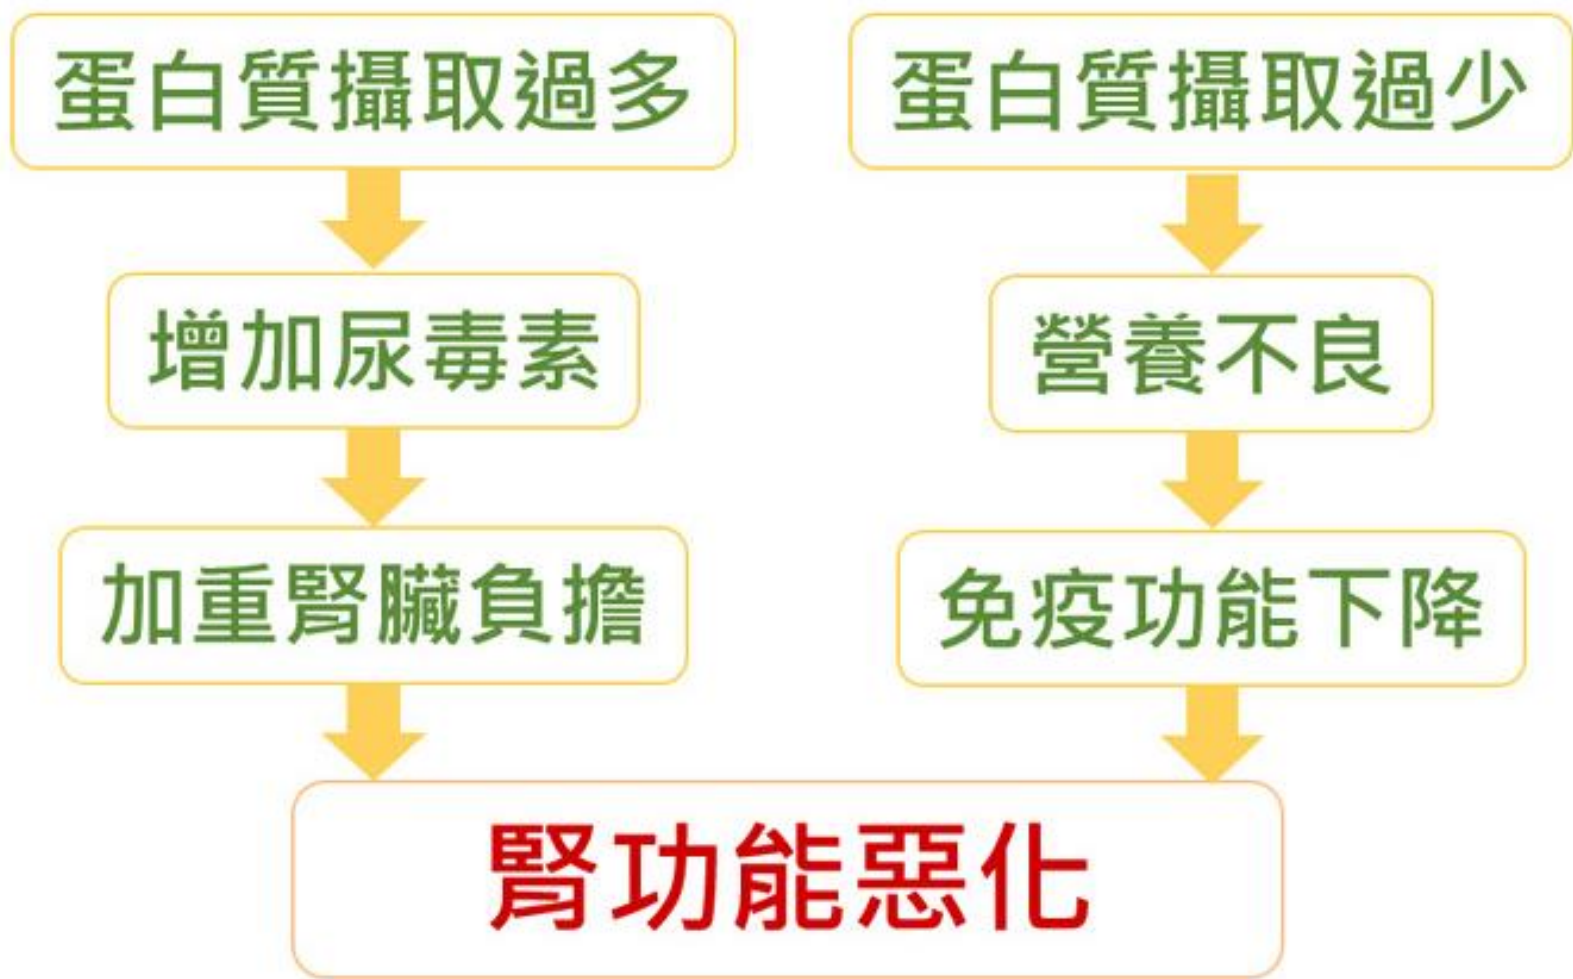 蛋白質攝取過多
增加尿毒素
加重腎臟負擔
蛋白質攝取過少
營養不良
免疫功能下降
腎功能惡化